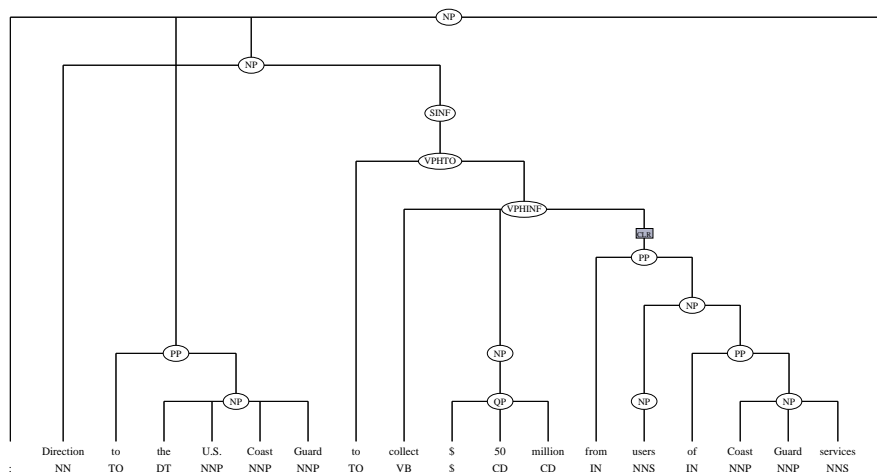 NP
NP
SINF
VPHTO
VPHINF
CLR
PP
NP
PP NP PP
NP QP NP NP
Direction to the U.S. Coast Guard to collect $ 50 million from users of Coast Guard services
: NN TO DT NNP NNP NNP TO VB $ CD CD IN NNS IN NNP NNP NNS